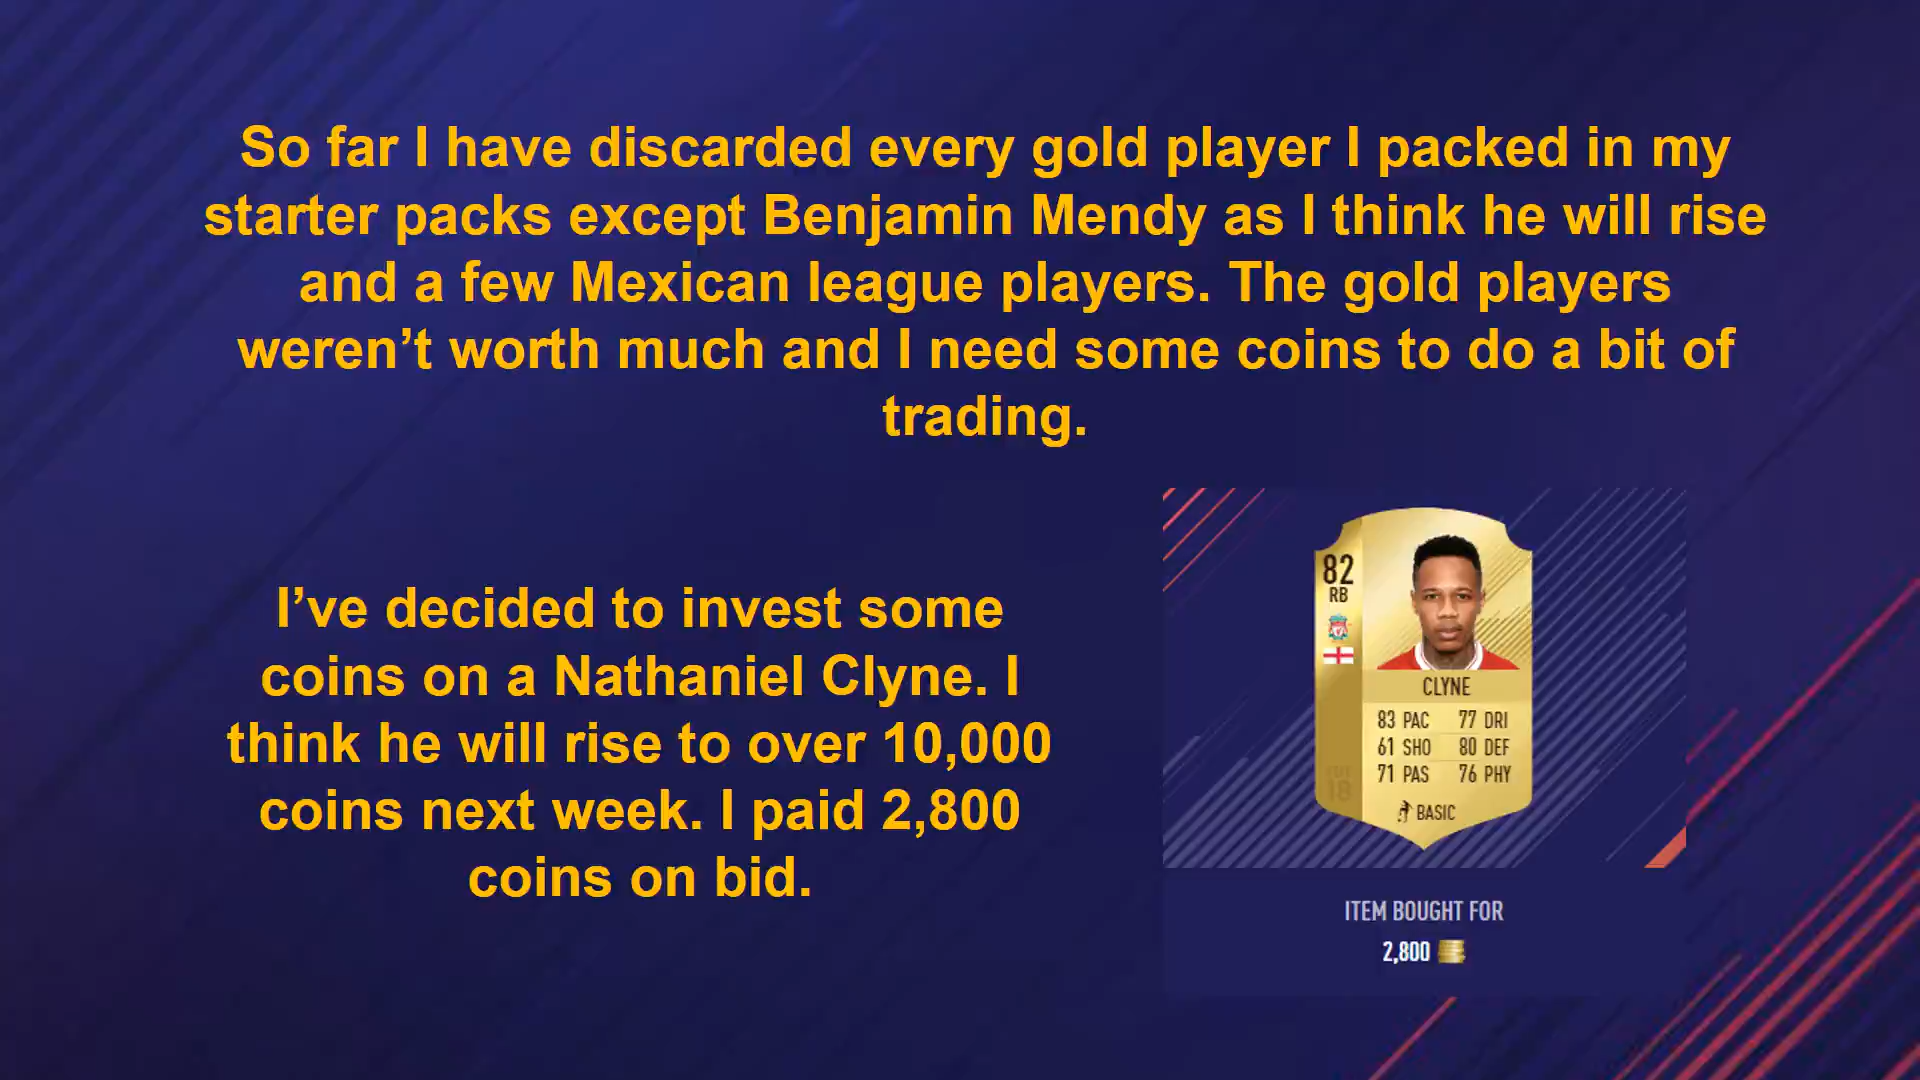 So far I have discarded every gold player I packed in my
starter packs except Benjamin Mendy as I think he will rise
and a few Mexican league players. The gold players
weren’t worth much and I need some coins to do a bit of
trading.
I’ve decided to invest some
coins on a Nathaniel Clyne. I
think he will rise to over 10,000
coins next week. I paid 2,800
coins on bid.
82
RB
CLYNE
83 PAC 77 DRI
61 SHO 80 DEF
71 PAS 76 PHY
18
BASIC
ITEM BOUGHT FOR
2,800